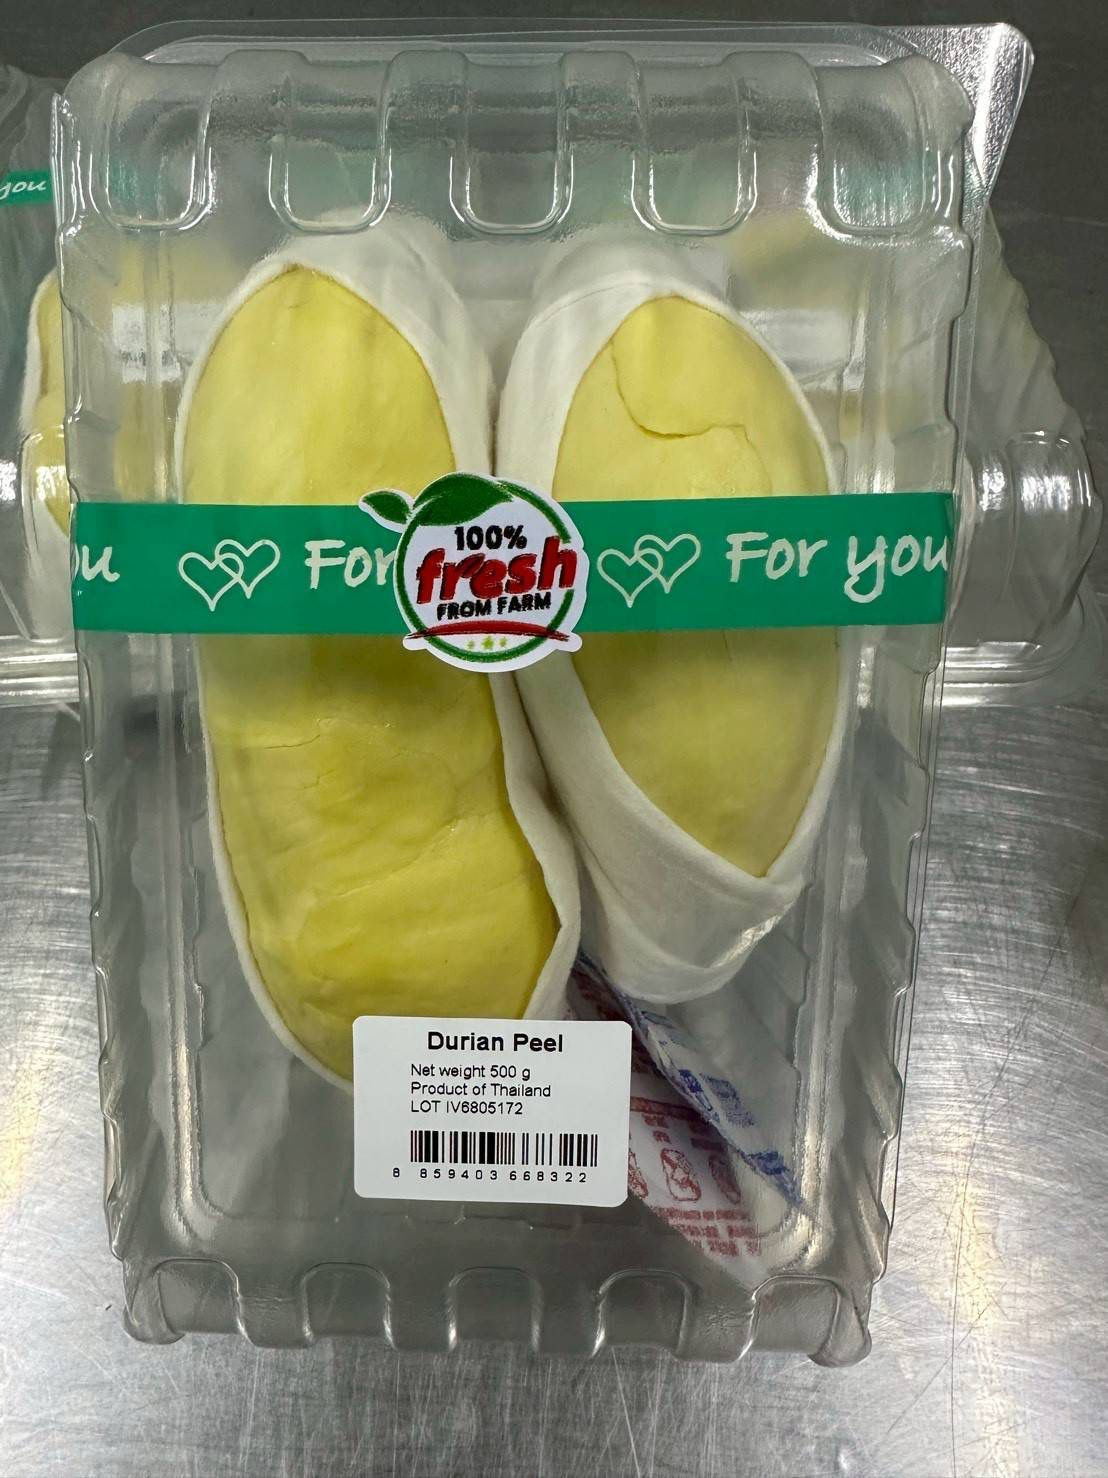 you
ou
For
100%
fresh
FROM FARM
For you
Durian Peel
Net weight 500 g
Product of Thailand
LOT IV6805172
8 859403 668322